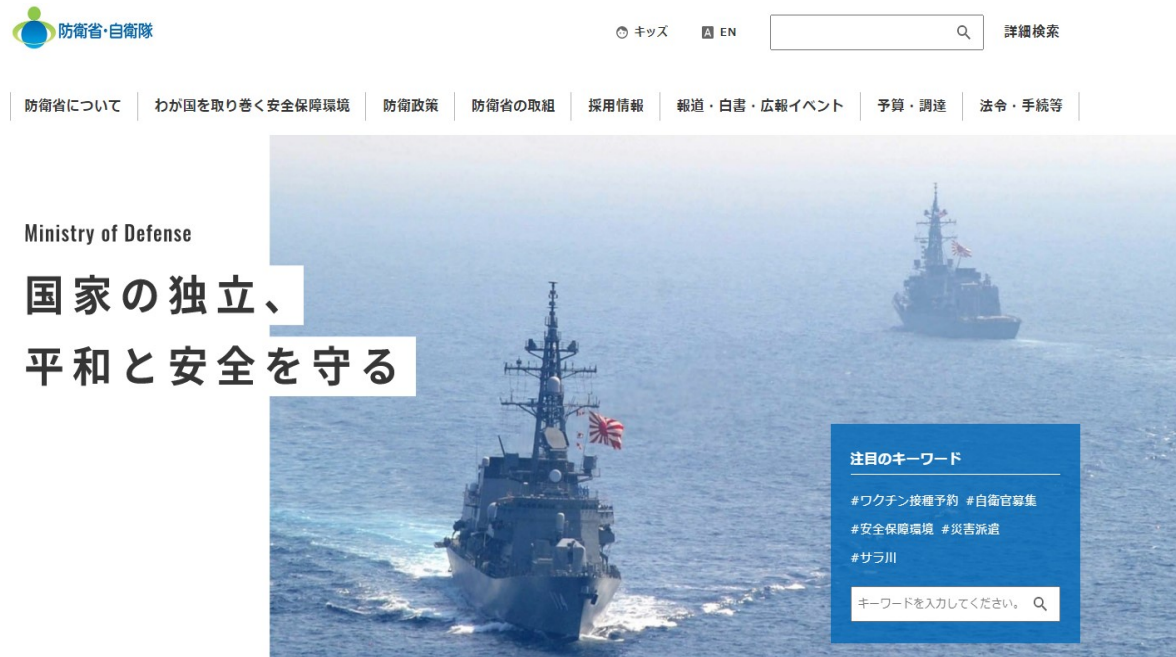 防衛省・自衛隊
キッズ
A EN
詳細検索
防衛省について
わが国を取り巻く安全保障環境
防衛政策
防衛省の取組
採用情報
報道・白書・広報イベント
予算・調達
法令・手続等
Ministry of Defense
国家の独立、
平和と安全を守る
注目のキーワード
#ワクチン接種予約 #自衛官募集
#安全保障環境 #災害派遣
#サラ川
キーワードを入力してください。